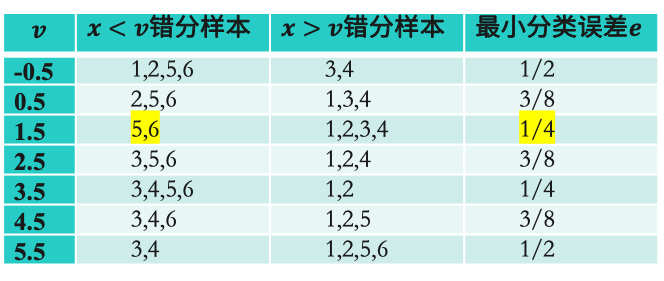 v x < v错分样本 x > v错分样本 最小分类误差e
-0.5 1,2,5,6 3,4 1/2
0.5 2,5,6 1,3,4 3/8
1.5 5,6 1,2,3,4 1/4
2.5 3,5,6 1,2,4 3/8
3.5 3,4,5,6 1,2 1/4
4.5 3,4,6 1,2,5 3/8
5.5 3,4 1,2,5,6 1/2